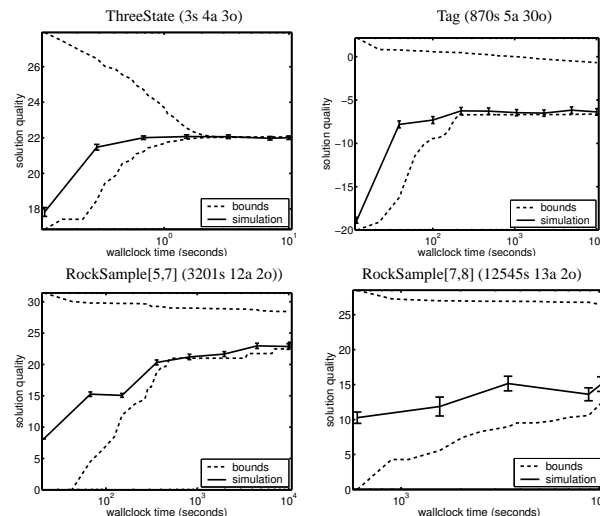 ThreeState (3s 4a 3o)
26
24
22
20
18
solution quality
bounds
simulation
10^0
10^1
wallclock time (seconds)
Tag (870s 5a 30o)
0
−5
−10
−15
−20
solution quality
bounds
simulation
10^2
10^3
10
wallclock time (seconds)
RockSample[5,7] (3201s 12a 2o))
30
25
20
15
10
5
0
solution quality
bounds
simulation
10^2
10^3
10^4
wallclock time (seconds)
RockSample[7,8] (12545s 13a 2o)
25
20
15
10
5
0
solution quality
bounds
simulation
10^3
10
wallclock time (seconds)